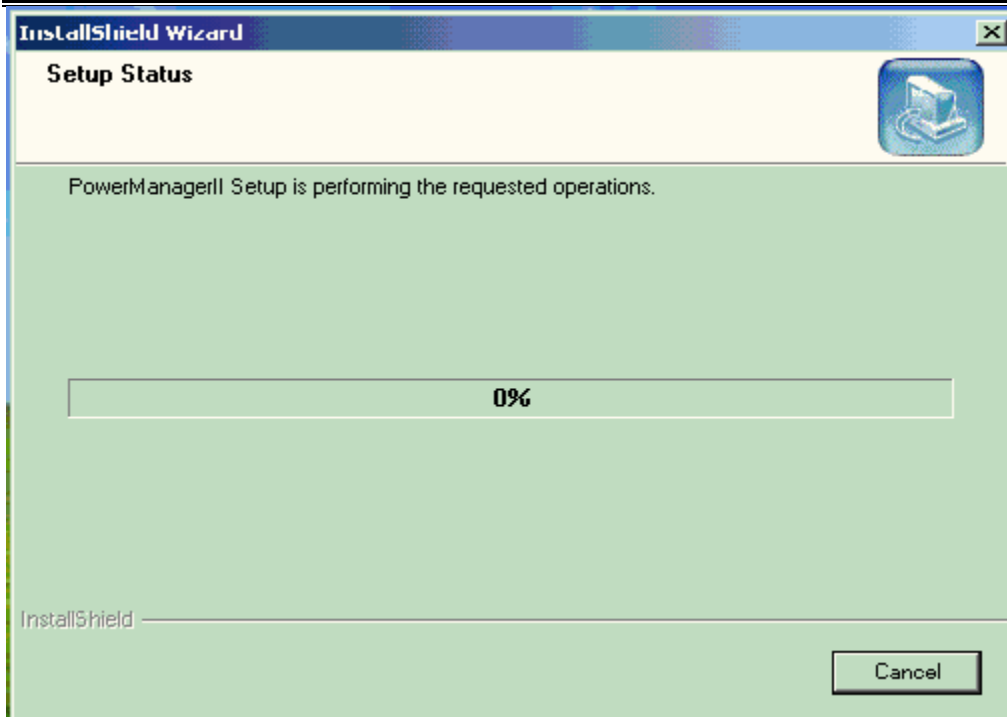 InstallShield Wizard
Setup Status
PowerManagerII Setup is performing the requested operations.
0%
InstallShield
Cancel